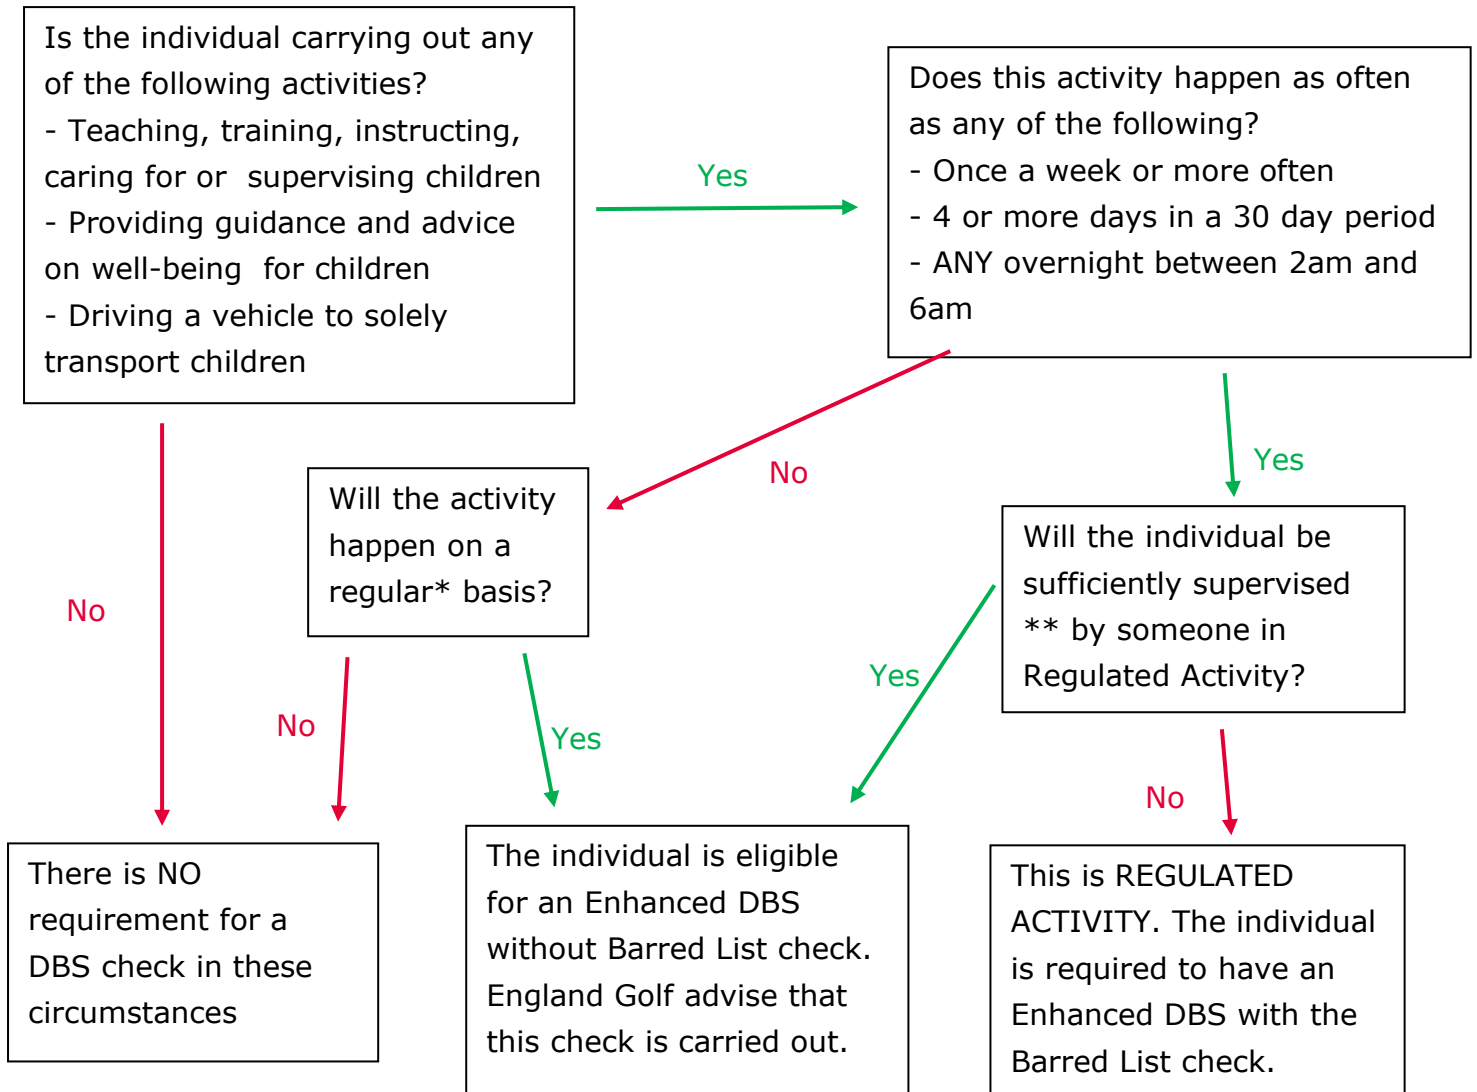 Is the individual carrying out any
of the following activities?
- Teaching, training, instructing,
caring for or  supervising children
- Providing guidance and advice
on well-being  for children
- Driving a vehicle to solely
transport children
Yes
Does this activity happen as often
as any of the following?
- Once a week or more often
- 4 or more days in a 30 day period
- ANY overnight between 2am and
6am
No
Yes
Will the activity
happen on a
regular* basis?
Will the individual be
sufficiently supervised
** by someone in
Regulated Activity?
No
No
Yes
Yes
No
There is NO
requirement for a
DBS check in these
circumstances
The individual is eligible
for an Enhanced DBS
without Barred List check.
England Golf advise that
this check is carried out.
This is REGULATED
ACTIVITY. The individual
is required to have an
Enhanced DBS with the
Barred List check.